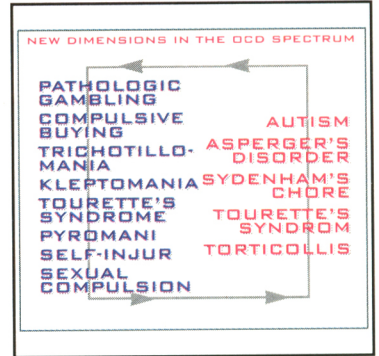 NEW DIMENSIONS IN THE OCD SPECTRUM
PATHOLOGIC
GAMBLING
COMPULSIVE
BUYING
TRICHOTILLO-
MANIA
KLEPTOMANIA
TOURETTE'S
SYNDROME
PYROMANI
SELF-INJUR
SEXUAL
COMPULSION
AUTISM
ASPERGER'S
DISORDER
SYDENHAM'S
CHORE
TOURETTE'S
SYNDROM
TORTICOLLIS